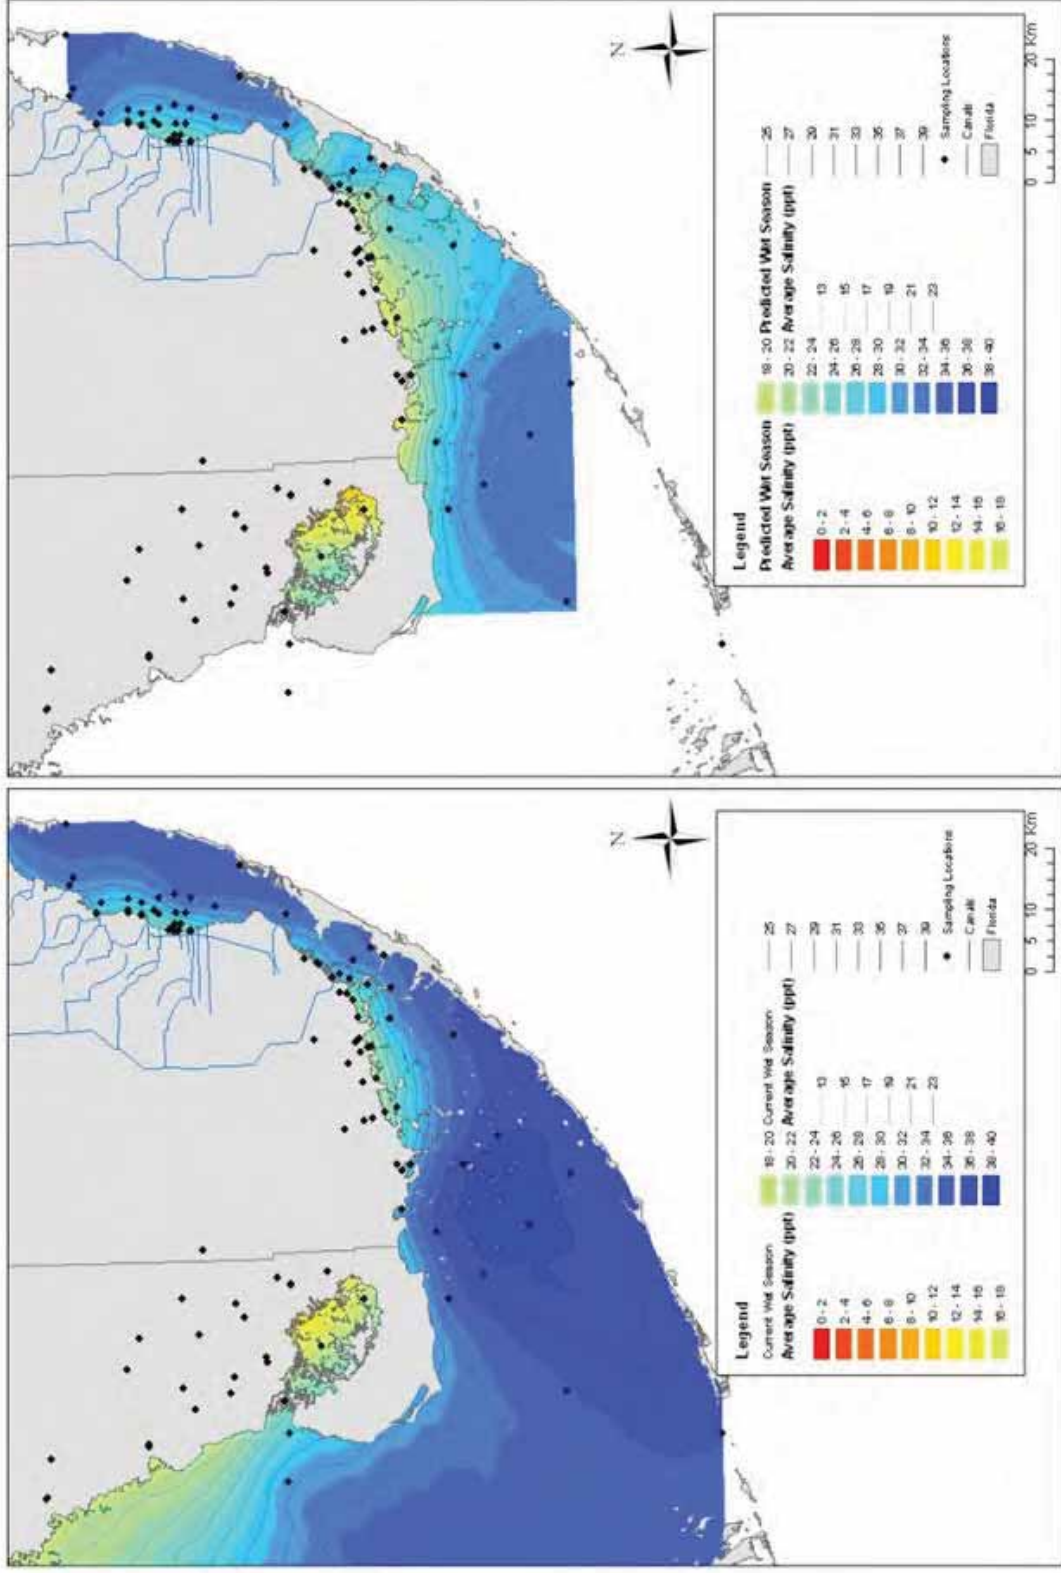 N
Legend
Predicted Wet Season
Average Salinity (ppt)
0 - 2
2 - 4
4 - 6
6 - 8
8 - 10
10 - 12
12 - 14
14 - 16
16 - 18
18 - 20
20 - 22
22 - 24
24 - 26
26 - 28
28 - 30
30 - 32
32 - 34
34 - 36
36 - 38
38 - 40
Predicted Wet Season
Average Salinity (ppt)
13
15
17
19
21
23
25
27
29
31
33
35
37
39
Sampling Locations
Canals
Florida
0 5 10 20 Km
N
Legend
Current Wet Season
Average Salinity (ppt)
0 - 2
2 - 4
4 - 6
6 - 8
8 - 10
10 - 12
12 - 14
14 - 16
16 - 18
18 - 20
20 - 22
22 - 24
24 - 26
26 - 28
28 - 30
30 - 32
32 - 34
34 - 36
36 - 38
38 - 40
Current Wet Season
Average Salinity (ppt)
13
15
17
19
21
23
25
27
29
31
33
35
37
39
Sampling Locations
Canals
Florida
0 5 10 20 Km